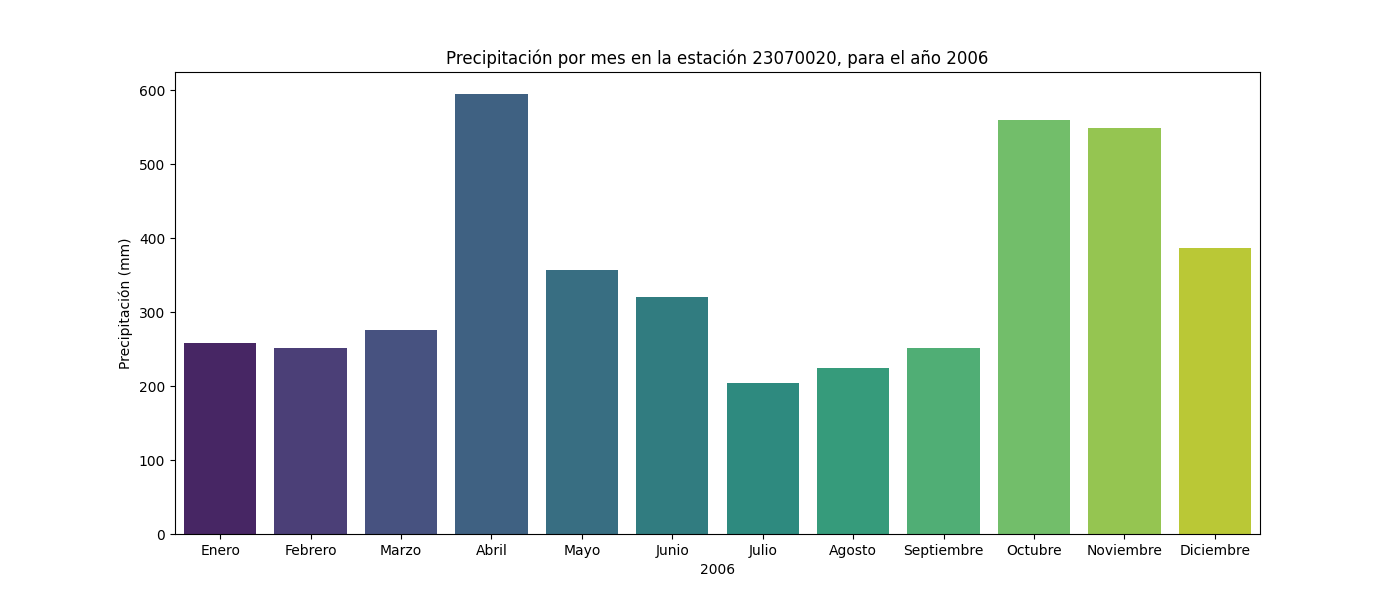 Precipitación por mes en la estación 23070020, para el año 2006
Precipitación (mm)
600
500
400
300
200
100
0
Enero Febrero Marzo Abril Mayo Junio Julio Agosto Septiembre Octubre Noviembre Diciembre
2006